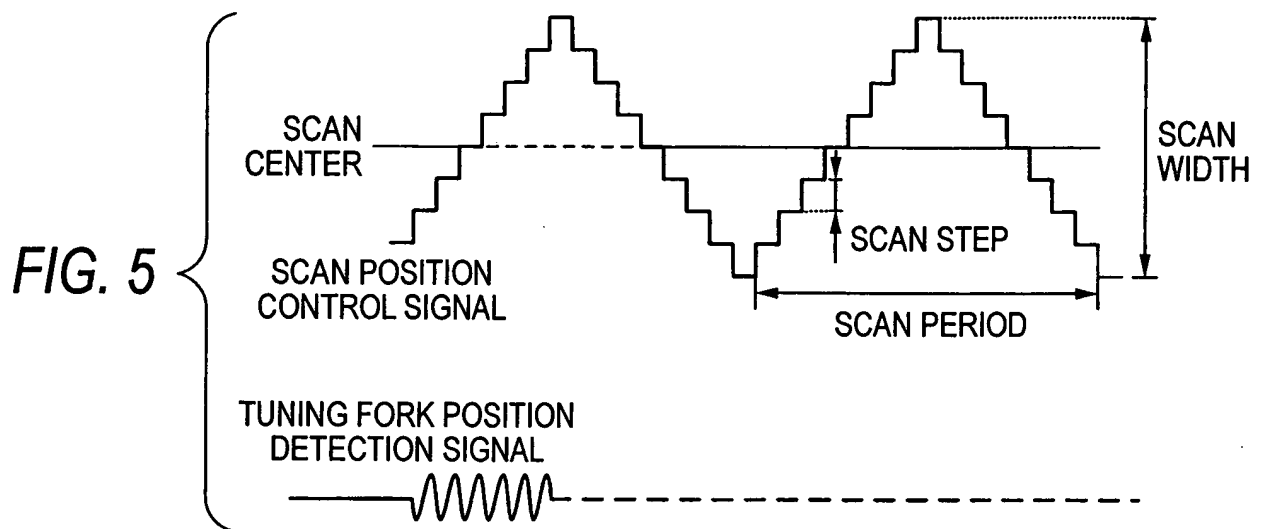 FIG. 5
SCAN
CENTER
SCAN POSITION
CONTROL SIGNAL
SCAN STEP
SCAN PERIOD
SCAN
WIDTH
TUNING FORK POSITION
DETECTION SIGNAL